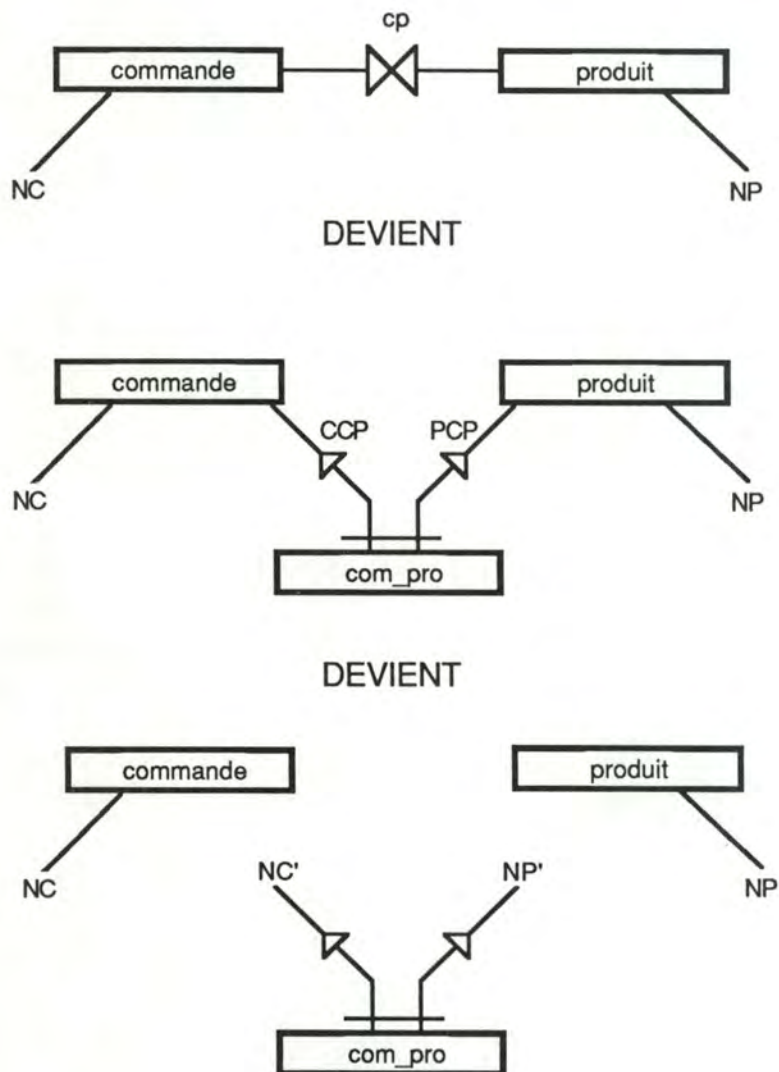 cp
commande produit
NC NP
DEVIENT
commande produit
CCP PCP
NC NP
com_pro
DEVIENT
commande produit
NC' NP'
NC NP
com_pro